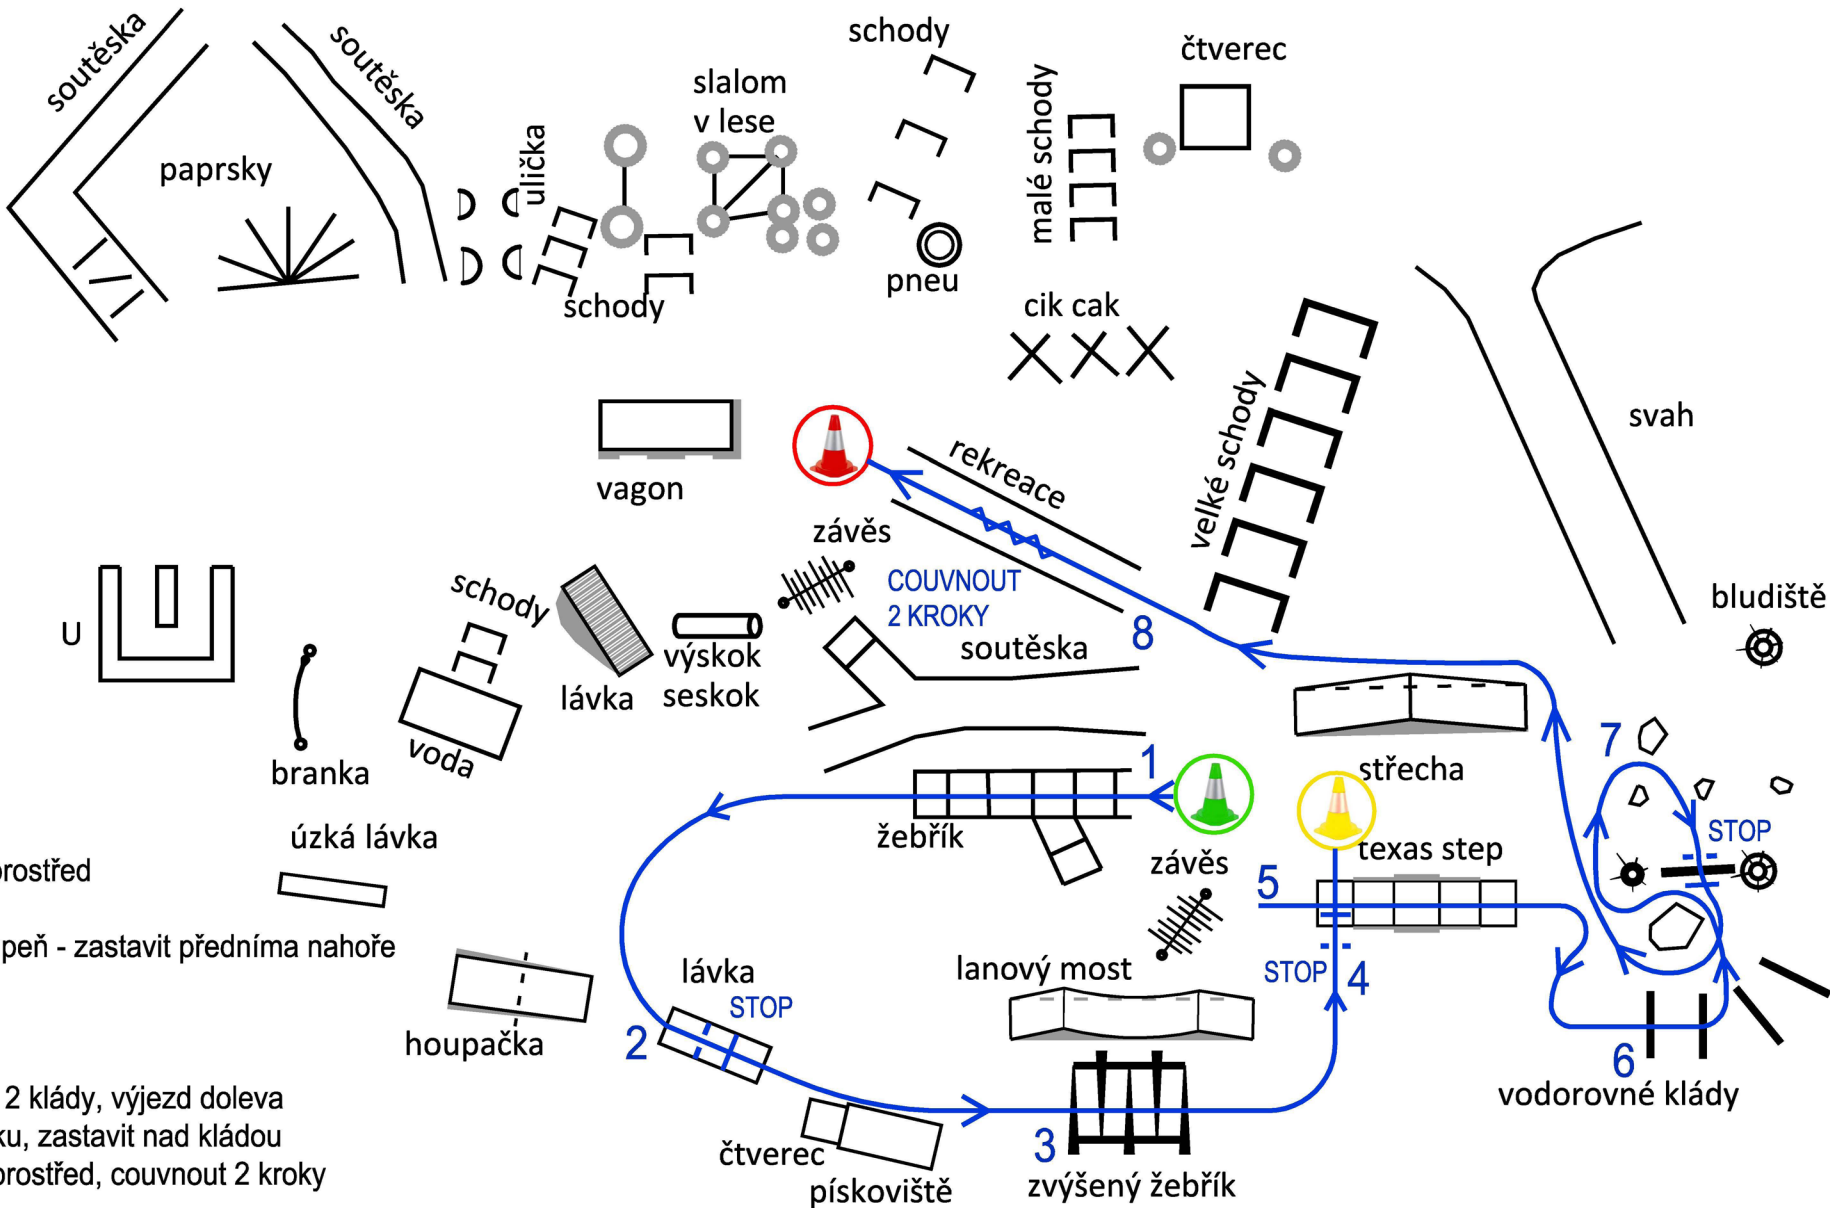 soutěska
soutěska
paprsky
ulička
slalom
v lese
schody
malé schody
čtverec
schody
pneu
cik cak
vagon
rekreace
velké schody
svah
závěs
COUVNOUT
2 KROKY
8
U
schody
lávka
výskok
seskok
soutěska
bludiště
branka
voda
1
střecha
7
STOP
žebřík
úzká lávka
závěs
texas step
5
prostřed
peň - zastavit předníma nahoře
lávka
STOP
2
houpačka
lanový most
STOP
4
6
vodorovné klády
3
čtverec
pískoviště
zvýšený žebřík
2 klády, výjezd doleva
ku, zastavit nad kládou
prostřed, couvnout 2 kroky